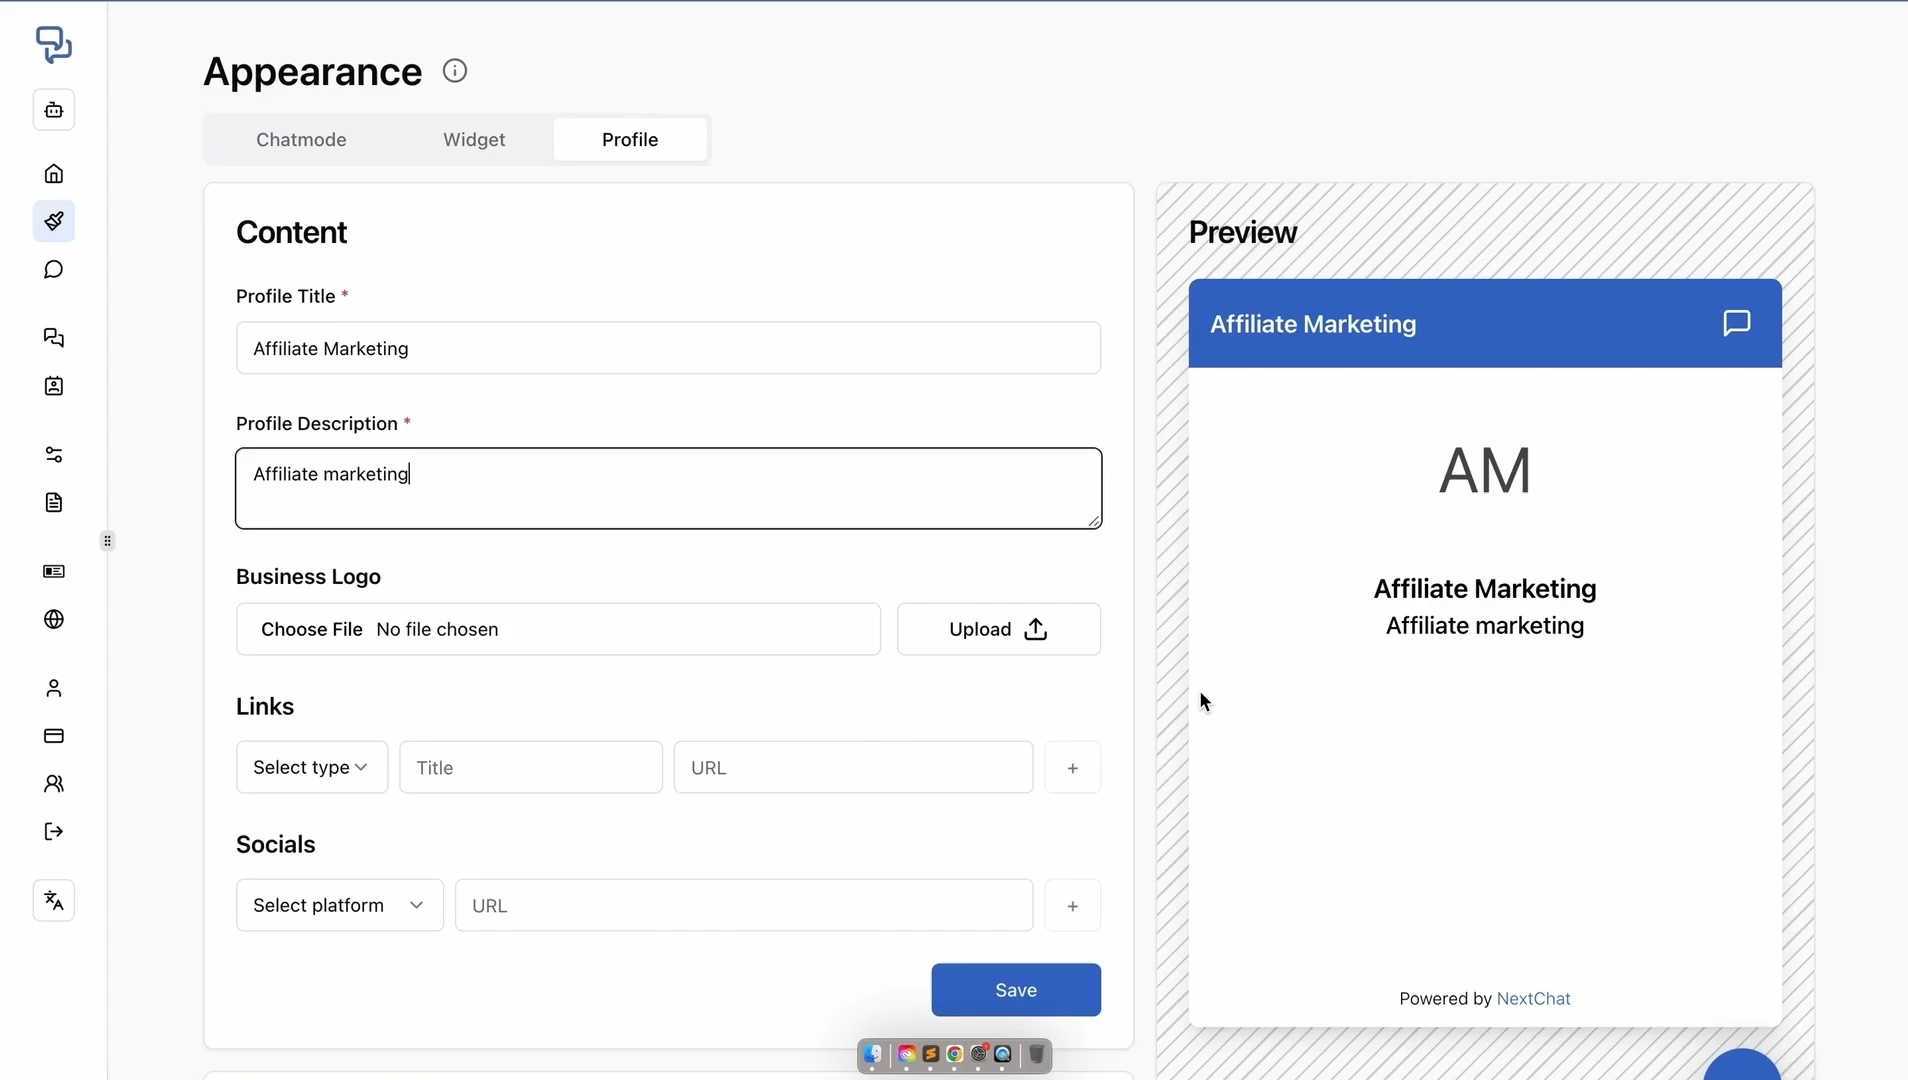 Appearance
Chatmode
Widget
Profile
Content
Profile Title *
Affiliate Marketing
Profile Description *
Affiliate marketing
Business Logo
Choose File No file chosen
Upload
Links
Select type
Title
URL
+
Socials
Select platform
URL
+
Save
Preview
Affiliate Marketing
AM
Affiliate Marketing
Affiliate marketing
Powered by NextChat